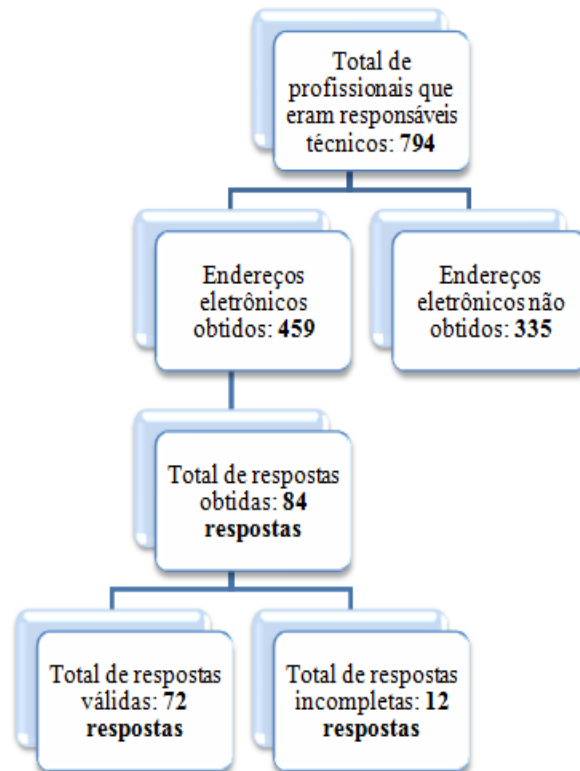 Total de
profissionais que
eram responsáveis
técnicos: 794
Endereços
eletrônicos
obtidos: 459
Endereços
eletrônicos não
obtidos: 335
Total de respostas
obtidas: 84
respostas
Total de respostas
válidas: 72
respostas
Total de respostas
incompletas: 12
respostas